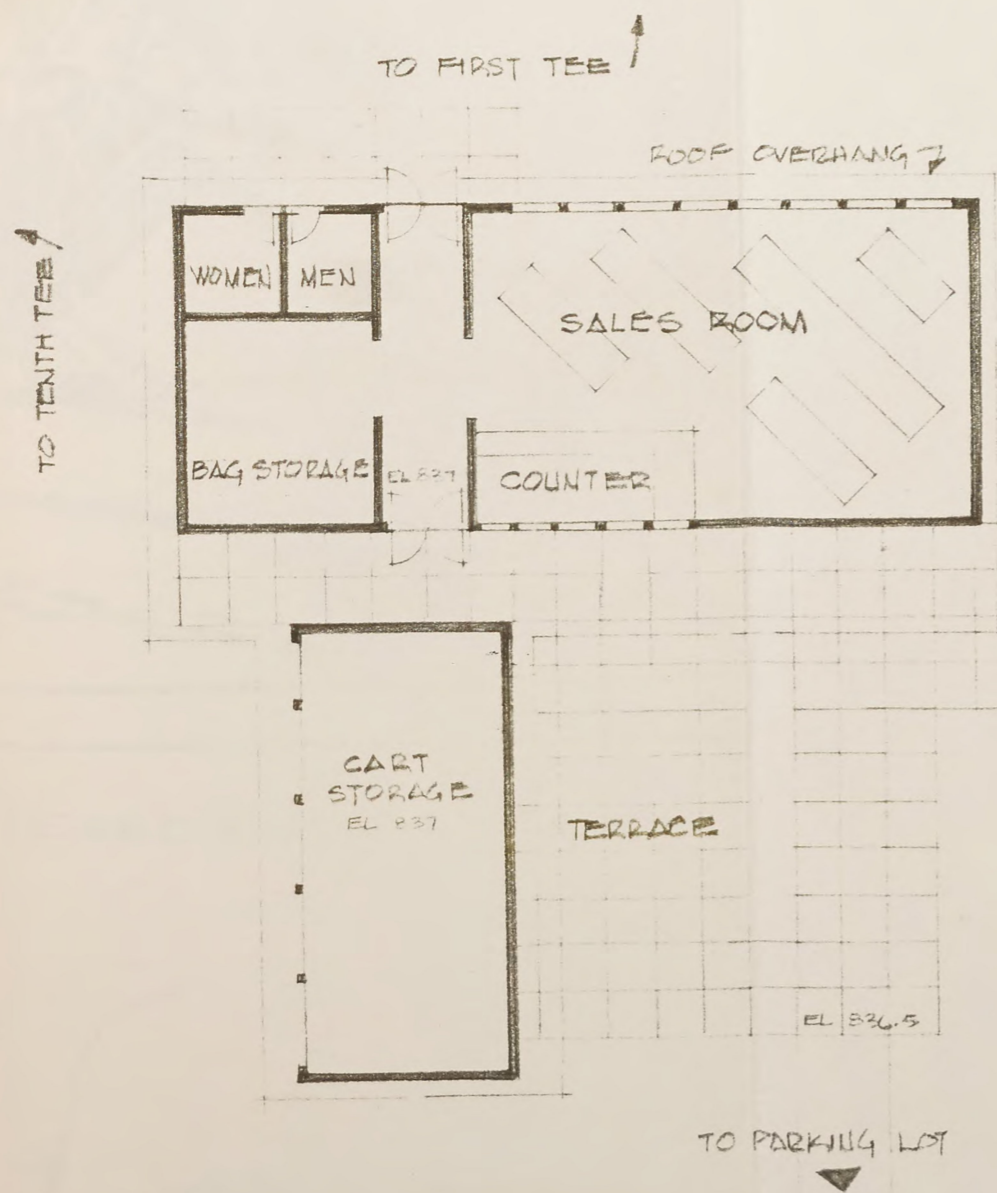 TO FIRST TEE
ROOF OVERHANG
TO TENTH TEE
WOMEN
MEN
SALES ROOM
BAG STORAGE
EL 837
COUNTER
CART
STORAGE
EL 837
TERRACE
EL 836.5
TO PARKING LOT